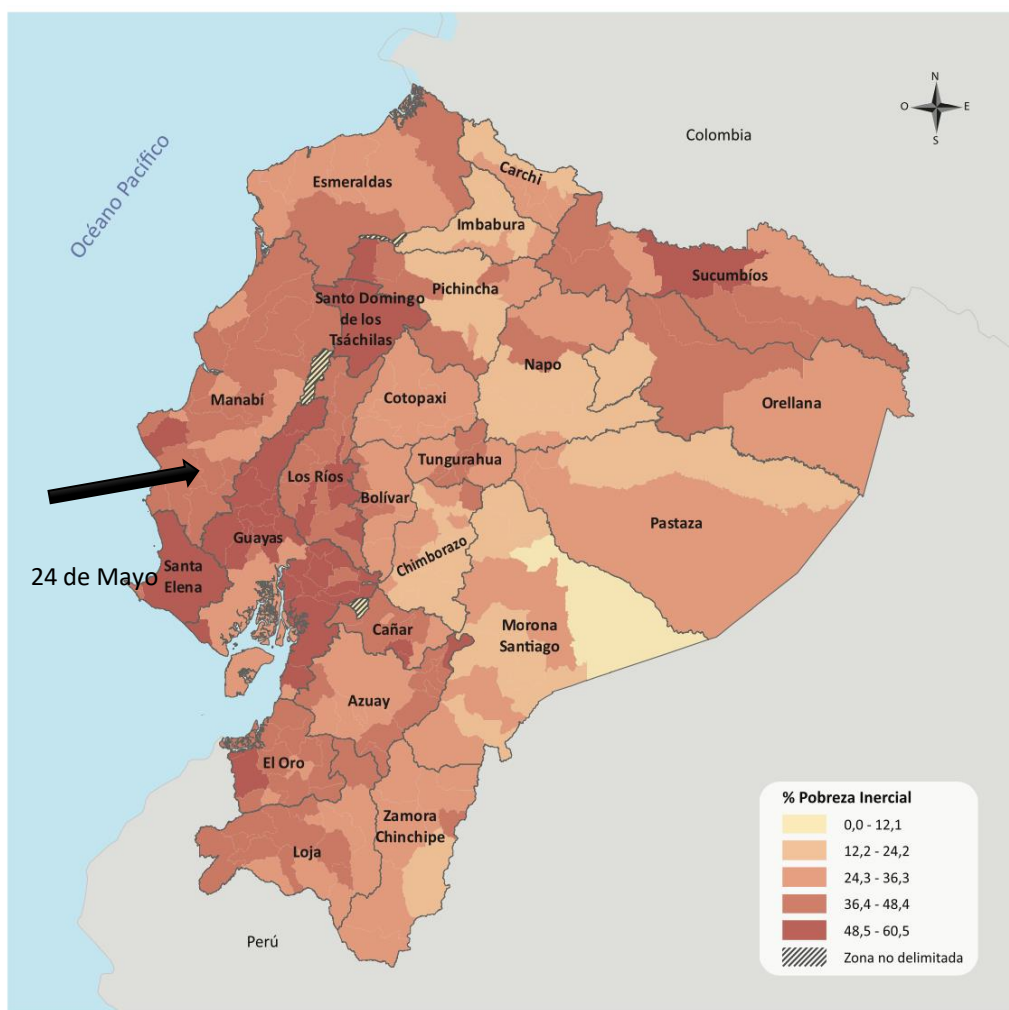 N
O
E
S
Colombia
Océano Pacífico
Carchi
Esmeraldas
Imbabura
Sucumbíos
Pichincha
Santo Domingo
de los
Tsáchilas
Napo
Manabí
Cotopaxi
Orellana
Tungurahua
Los Ríos
Bolívar
Pastaza
Guayas
Chimborazo
Santa
Elena
24 de Mayo
Morona
Santiago
Cañar
Azuay
El Oro
Zamora
Chinchipe
Loja
Perú
% Pobreza Inercial
0,0 - 12,1
12,2 - 24,2
24,3 - 36,3
36,4 - 48,4
48,5 - 60,5
Zona no delimitada